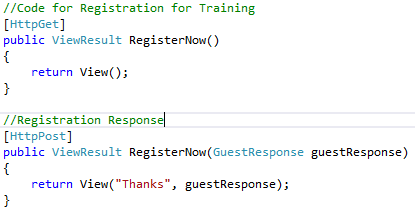 //Code for Registration for Training
[HttpGet]
public ViewResult RegisterNow()
{
    return View();
}
//Registration Response
[HttpPost]
public ViewResult RegisterNow(GuestResponse guestResponse)
{
    return View("Thanks", guestResponse);
}